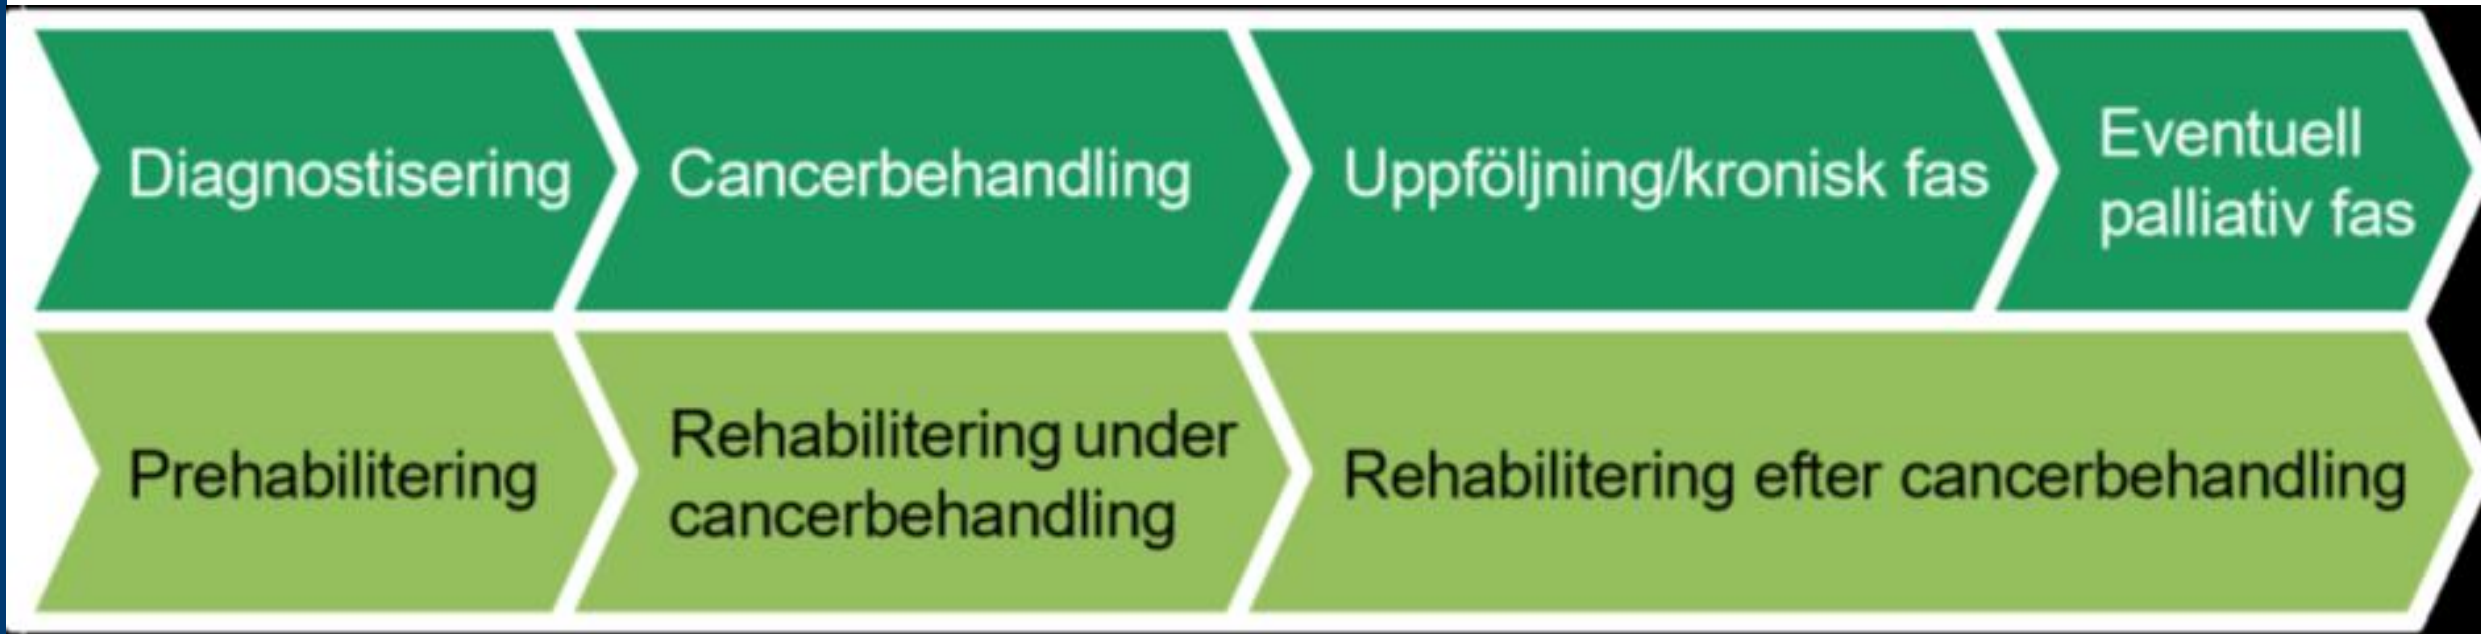 Diagnostisering
Cancerbehandling
Uppföljning/kronisk fas
Eventuell
palliativ fas
Prehabilitering
Rehabilitering under
cancerbehandling
Rehabilitering efter cancerbehandling